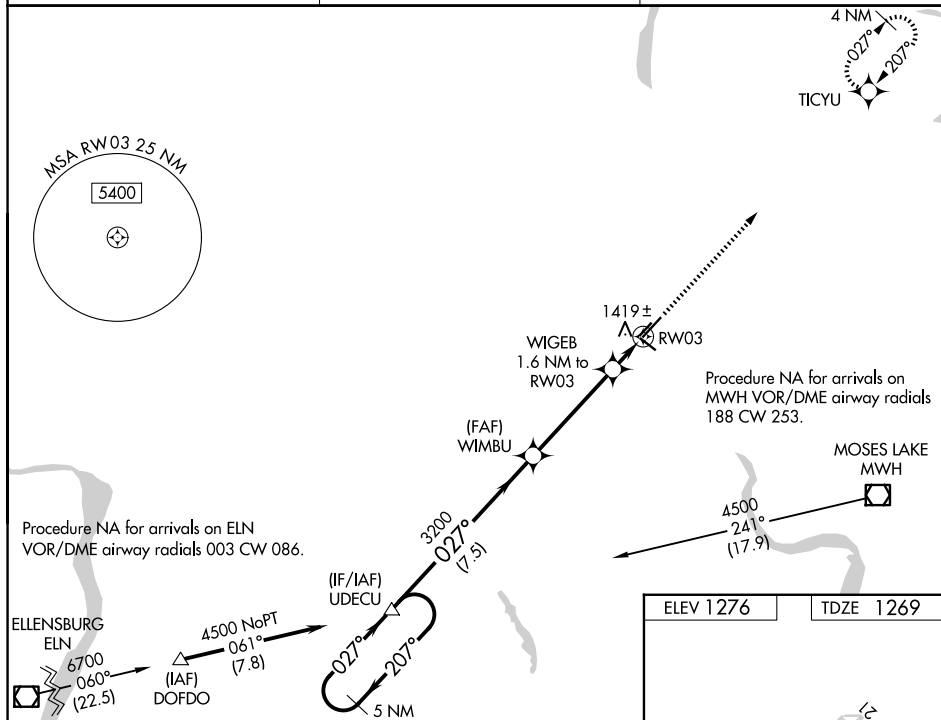 4 NM
027°
207°
TICYU
MSA RW03 25 NM
5400
1419±
RW03
WIGEB
1.6 NM to
RW03
Procedure NA for arrivals on
MWH VOR/DME airway radials
188 CW 253.
(FAF)
WIMBU
MOSES LAKE
MWH
4500
241°
(17.9)
3200
027°
(7.5)
Procedure NA for arrivals on ELN
VOR/DME airway radials 003 CW 086.
(IF/IAF)
UDECU
ELLENSBURG
ELN
6700
060°
(22.5)
4500 NoPT
061°
(7.8)
(IAF)
DOFDO
027°
207°
5 NM
ELEV 1276
TDZE 1269
21